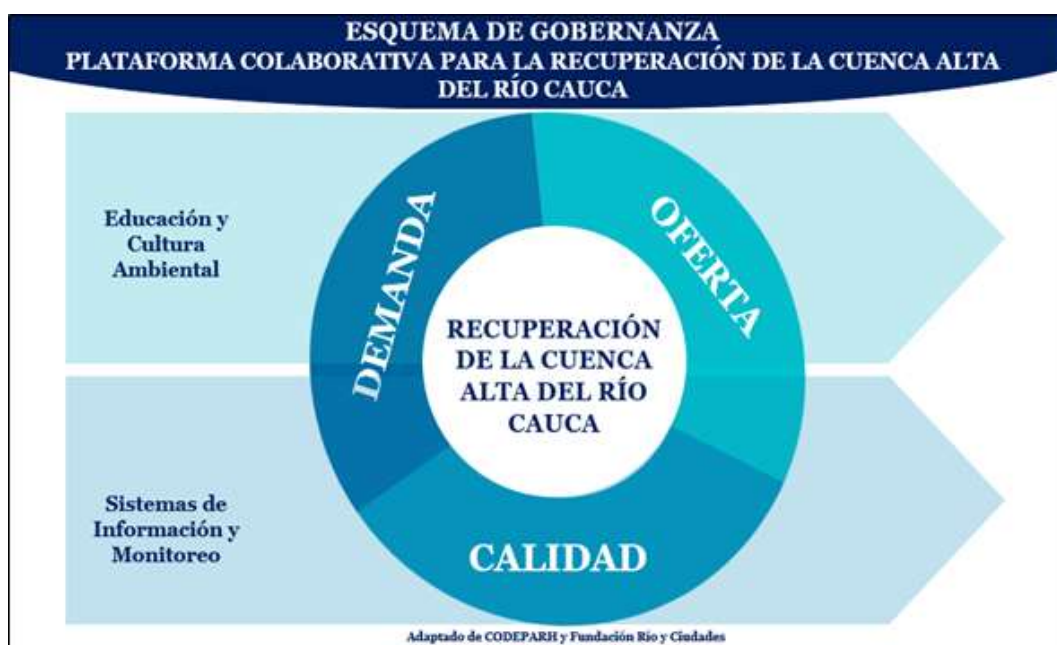 ESQUEMA DE GOBERNANZA
PLATAFORMA COLABORATIVA PARA LA RECUPERACIÓN DE LA CUENCA ALTA
DEL RÍO CAUCA
Educación y
Cultura
Ambiental
DEMANDA
OFERTA
RECUPERACIÓN
DE LA CUENCA
ALTA DEL RÍO
CAUCA
Sistemas de
Información y
Monitoreo
CALIDAD
Adaptado de CODEPARH y Fundación Río y Ciudades